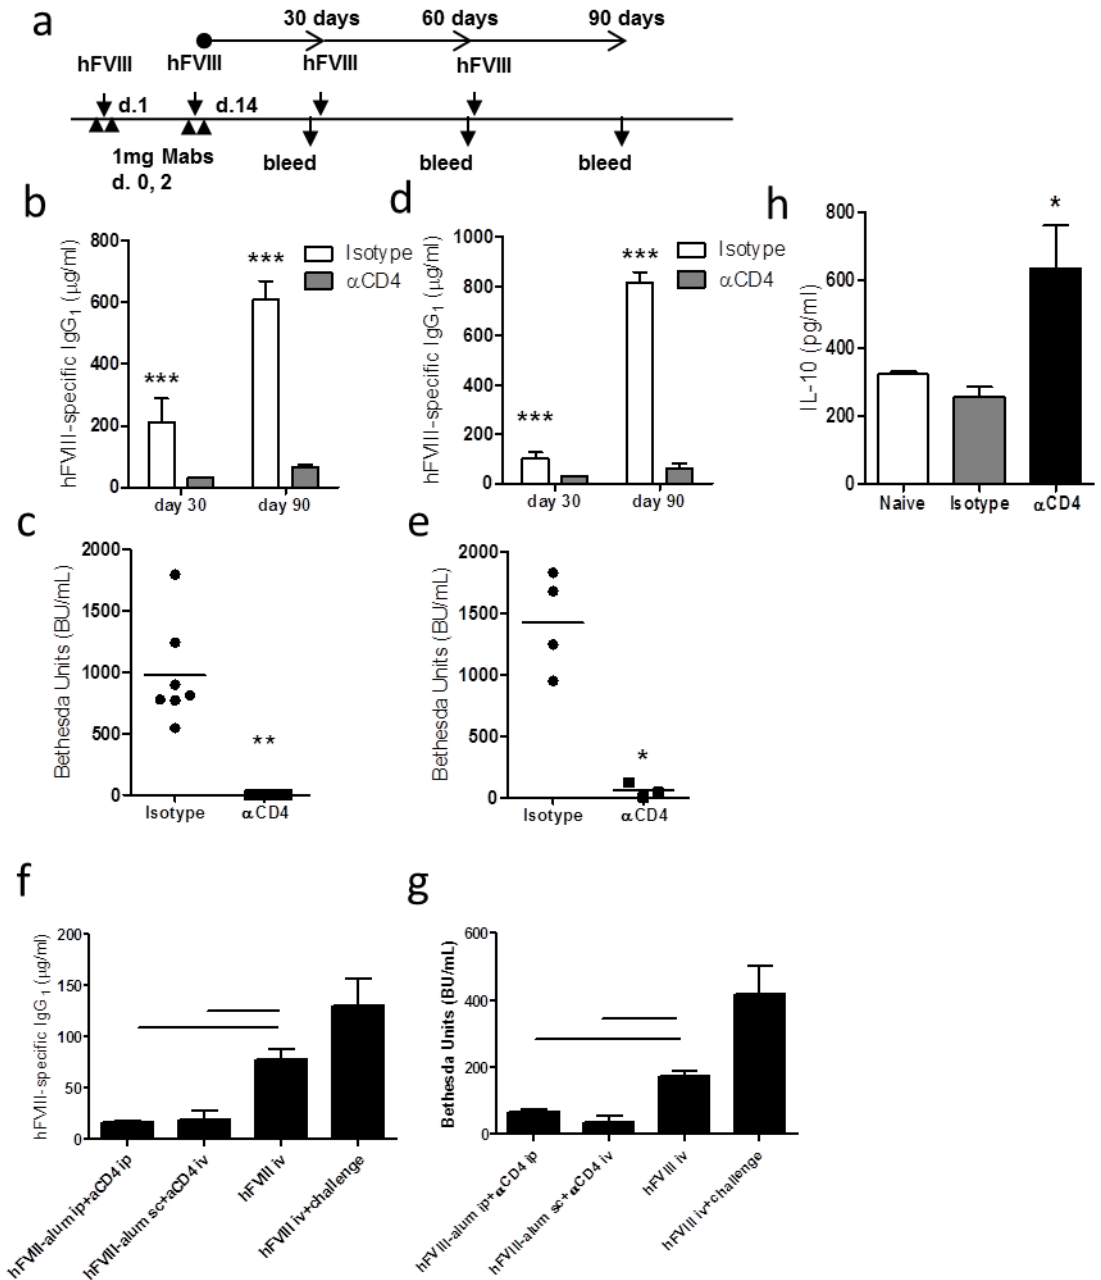 a
30 days 60 days 90 days
hFVIII hFVIII hFVIII hFVIII
d.1 d.14
1mg Mabs
d. 0, 2
bleed bleed bleed
b
hFVIII-specific IgG1 (µg/ml)
800
600
400
200
0
***
***
Isotype
αCD4
day 30 day 90
d
hFVIII-specific IgG1 (µg/ml)
1000
800
600
400
200
0
***
***
Isotype
αCD4
day 30 day 90
h
IL-10 (pg/ml)
800
600
400
200
0
*
Naive Isotype αCD4
c
Bethesda Units (BU/mL)
2000
1500
1000
500
0
**
Isotype αCD4
e
Bethesda Units (BU/mL)
2000
1500
1000
500
0
*
Isotype αCD4
f
hFVIII-specific IgG1 (µg/ml)
200
150
100
50
0
hFVIII-alum ip+aCD4 ip
hFVIII-alum sc+aCD4 iv
hFVIII iv
hFVIII iv+challenge
g
Bethesda Units (BU/mL)
600
400
200
0
hFVIII-alum ip+αCD4 ip
hFVIII-alum sc+αCD4 iv
hFVIII iv
hFVIII iv+challenge